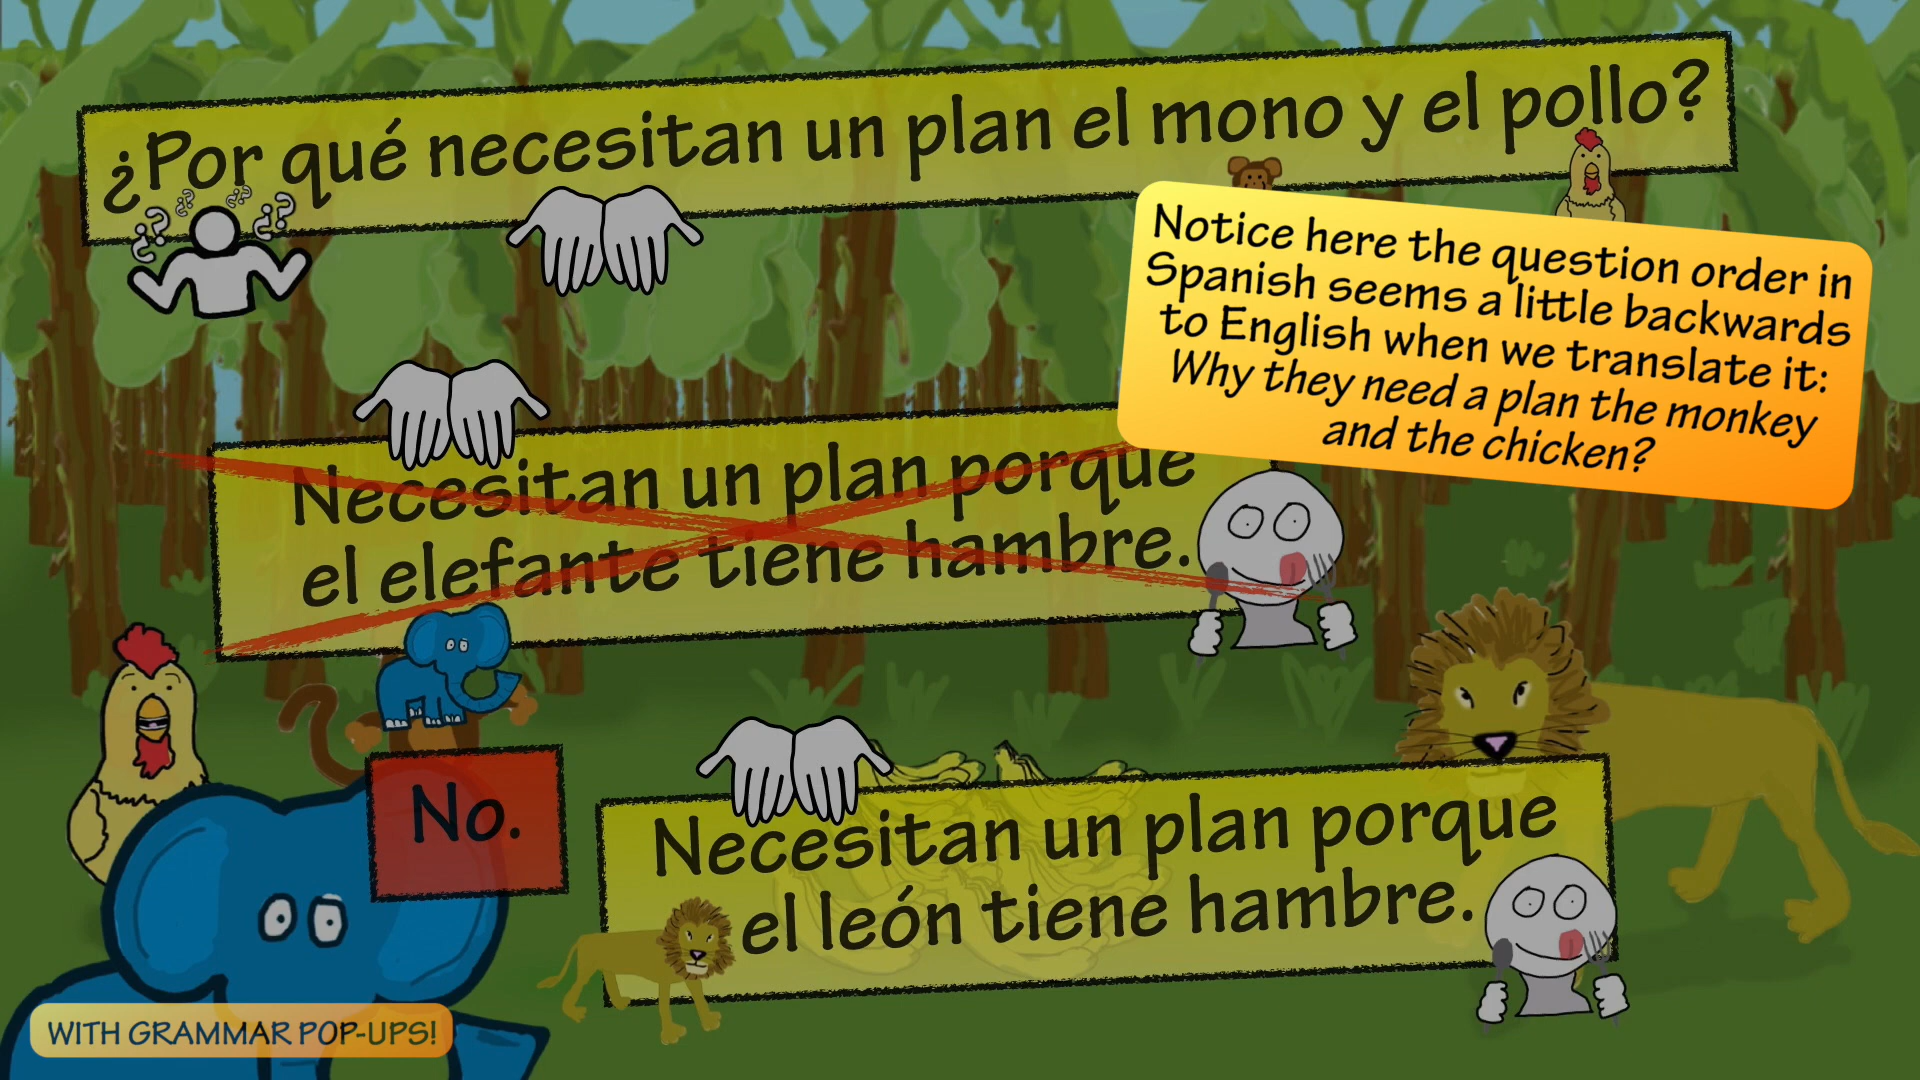 ¿Por qué necesitan un plan el mono y el pollo?
Notice here the question order in
Spanish seems a little backwards
to English when we translate it:
Why they need a plan the monkey
and the chicken?
Necesitan un plan porque
el elefante tiene hambre.
No.
Necesitan un plan porque
el león tiene hambre.
WITH GRAMMAR POP-UPS!